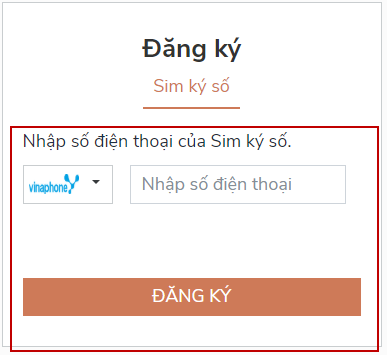 Đăng ký
Sim ký số
Nhập số điện thoại của Sim ký số.
vinaphone
Nhập số điện thoại
ĐĂNG KÝ